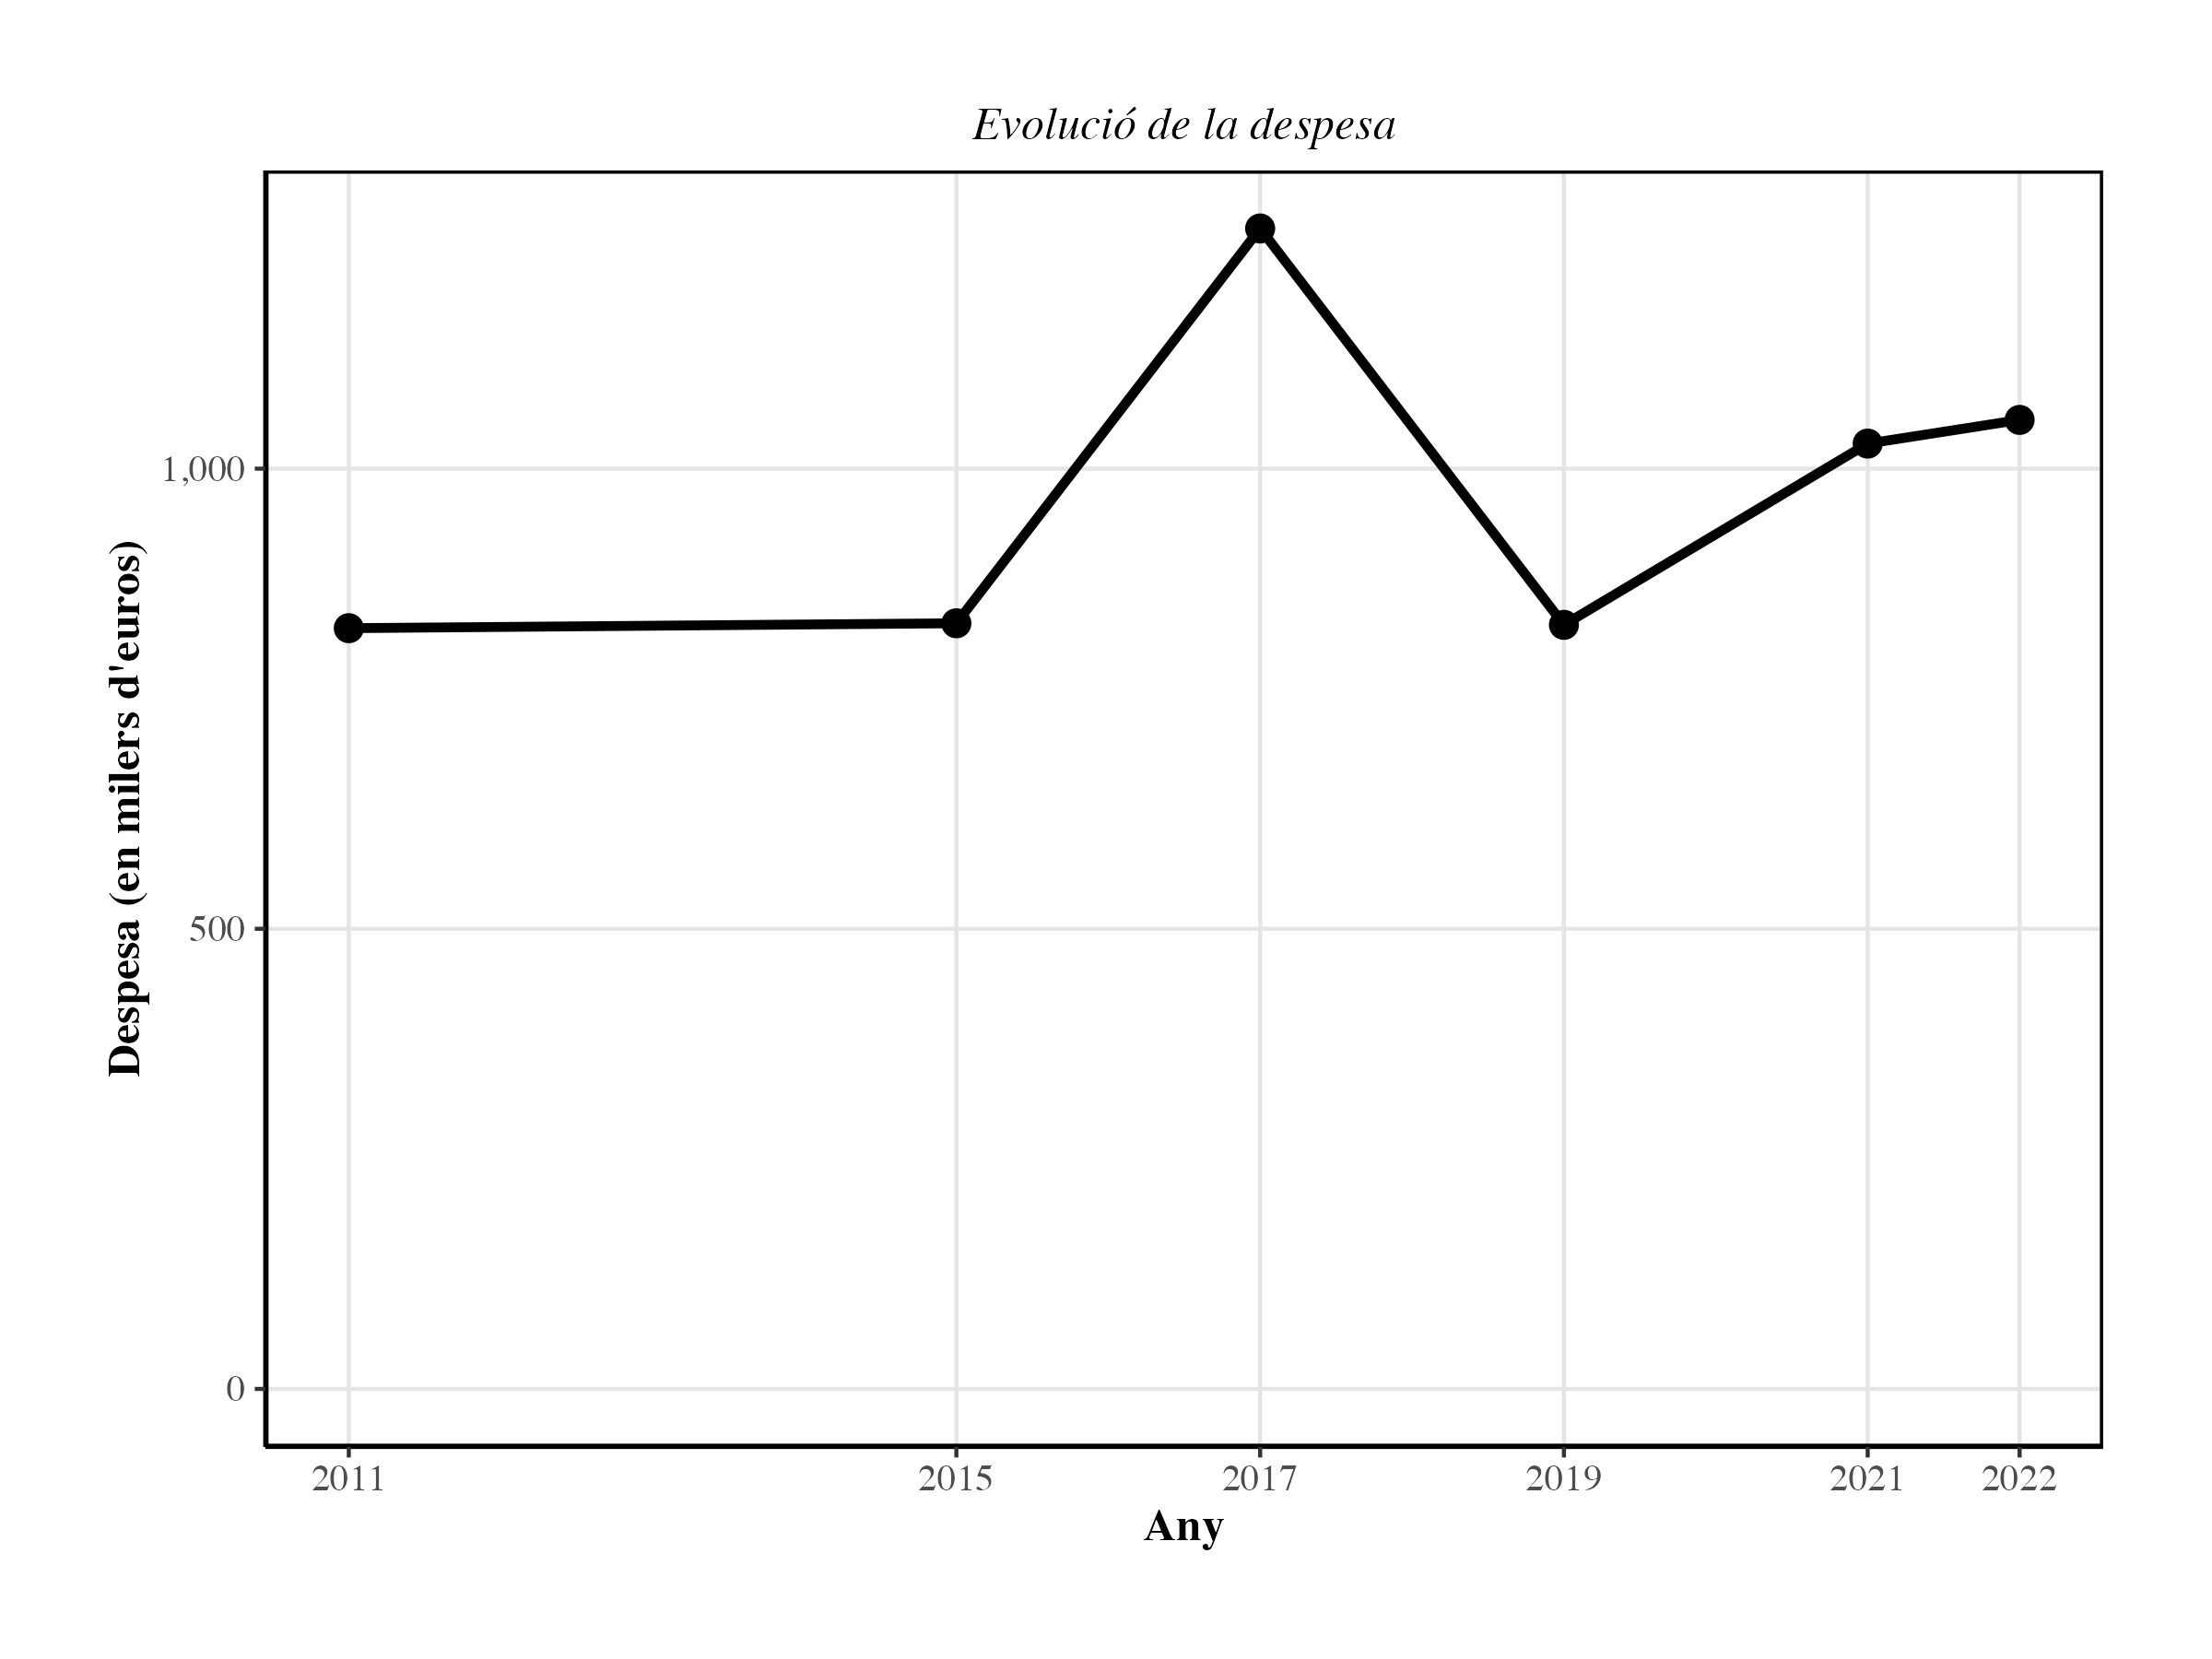 Evolució de la despesa
Despesa (en milers d'euros)
1,000
500
0
2011 2015 2017 2019 2021 2022
Any